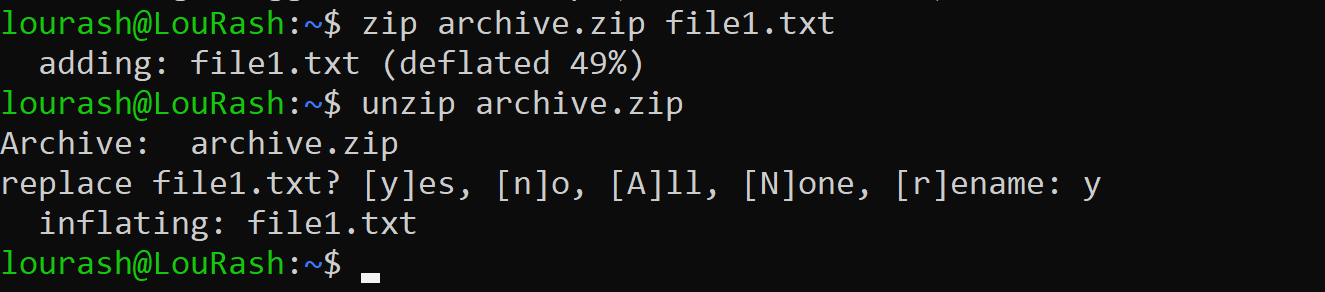 lourash@LouRash:~$ zip archive.zip file1.txt
  adding: file1.txt (deflated 49%)
lourash@LouRash:~$ unzip archive.zip
Archive:  archive.zip
replace file1.txt? [y]es, [n]o, [A]ll, [N]one, [r]ename: y
  inflating: file1.txt
lourash@LouRash:~$